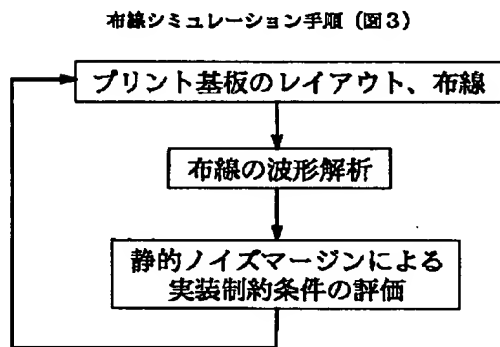 布線シミュレーション手順（図３）
プリント基板のレイアウト、布線
布線の波形解析
静的ノイズマージンによる
実装制約条件の評価